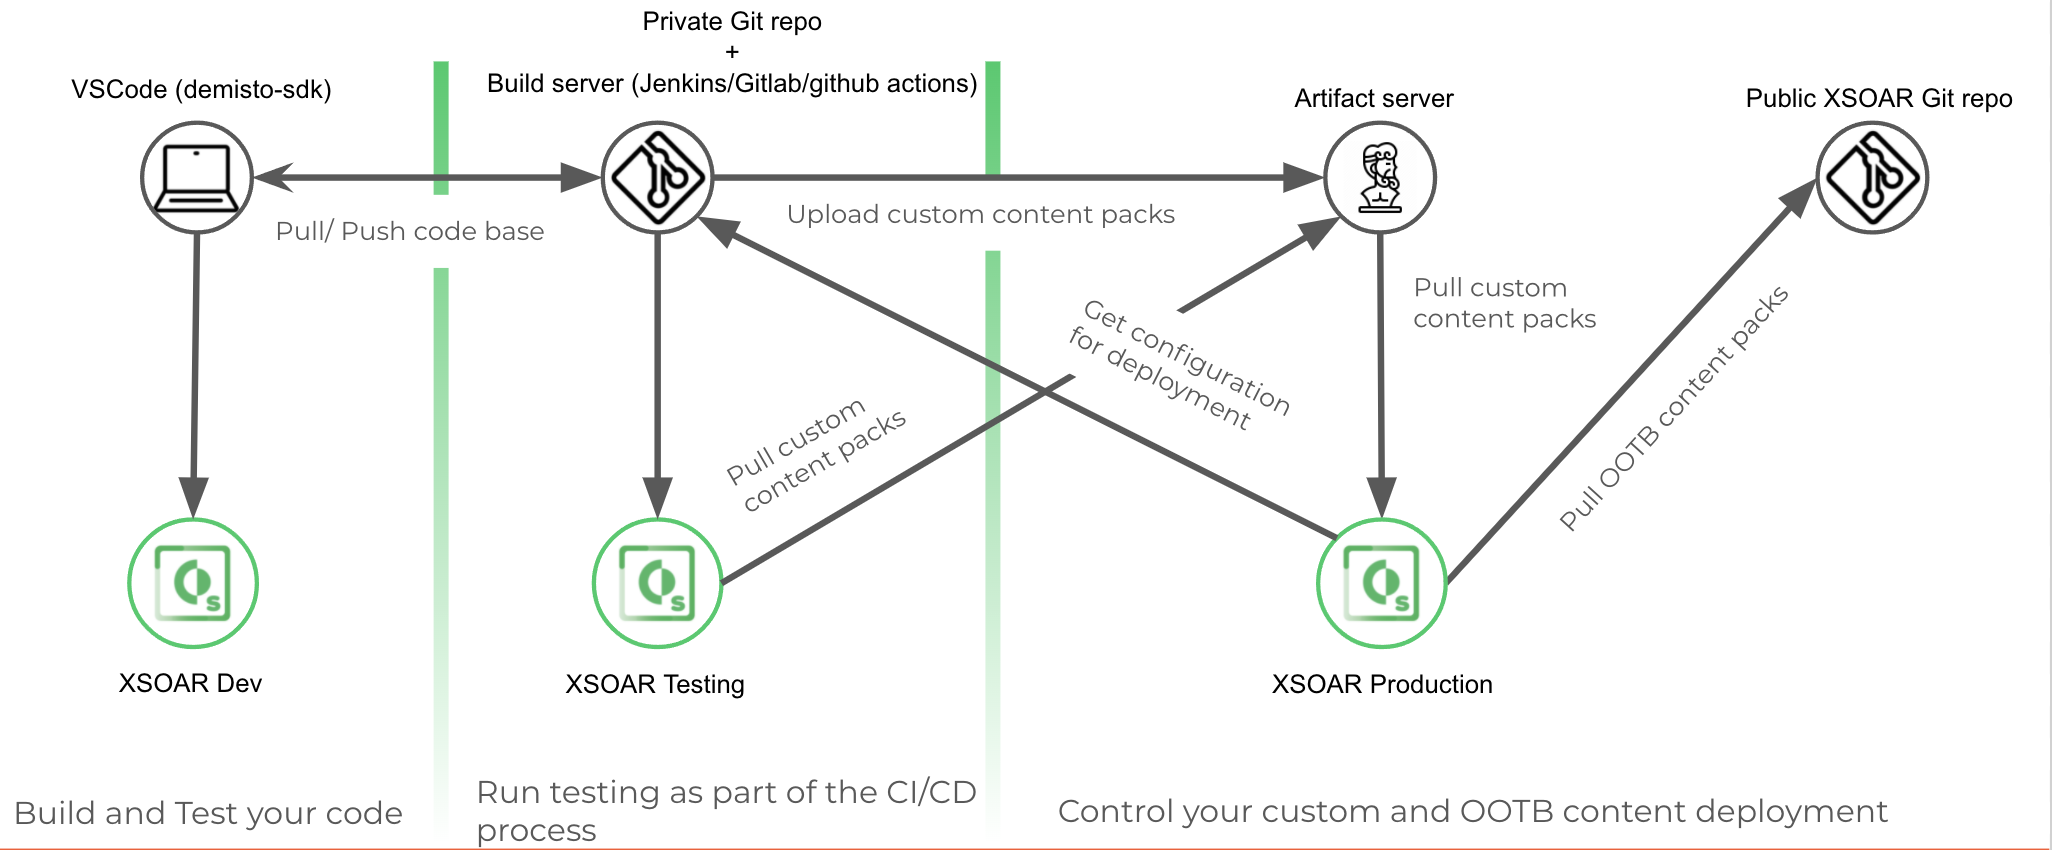 Private Git repo
+
Build server (Jenkins/Gitlab/github actions)
VSCode (demisto-sdk)
Artifact server
Public XSOAR Git repo
Pull/ Push code base
Upload custom content packs
Get configuration
for deployment
Pull custom
content packs
Pull custom
content packs
Pull OOTB content packs
S
S
S
XSOAR Dev
XSOAR Testing
XSOAR Production
Build and Test your code
Run testing as part of the CI/CD
process
Control your custom and OOTB content deployment